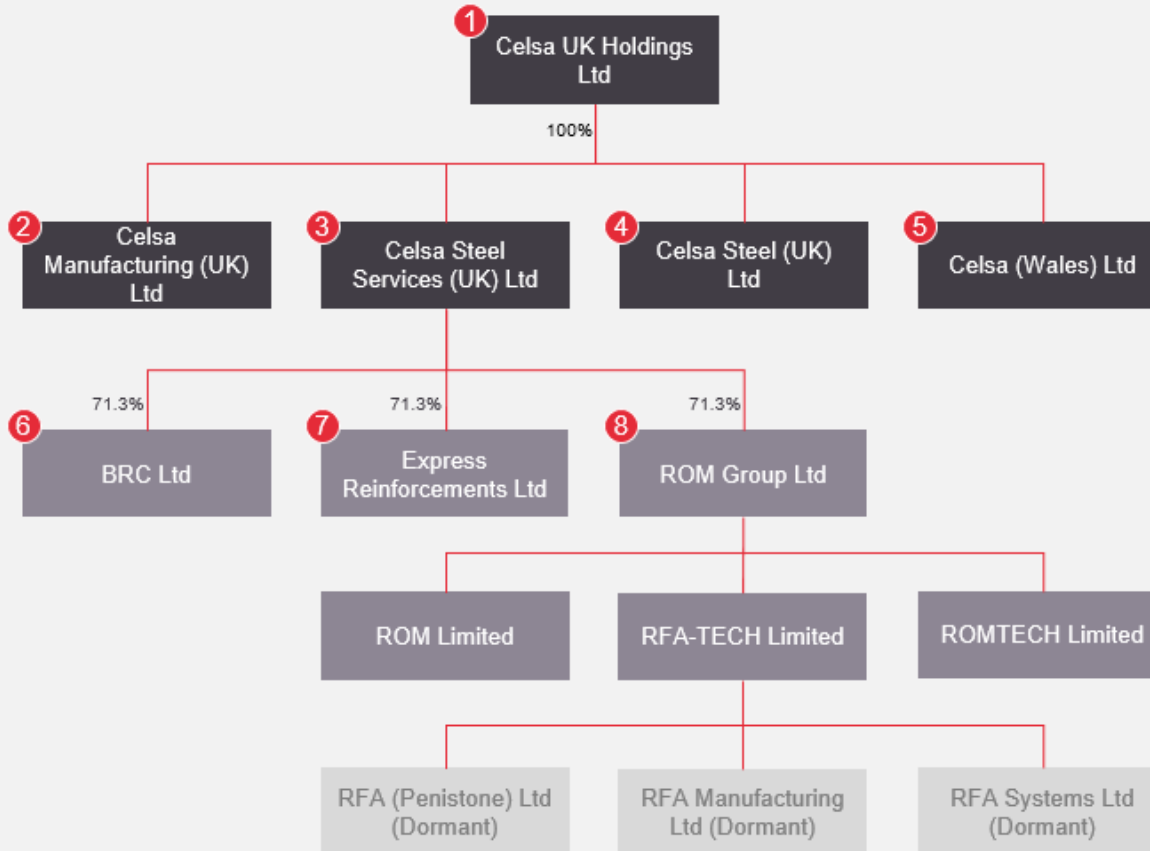 1
Celsa UK Holdings
Ltd
100%
2
Celsa
Manufacturing (UK)
Ltd
3
Celsa Steel
Services (UK) Ltd
4
Celsa Steel (UK)
Ltd
5
Celsa (Wales) Ltd
71.3%
71.3%
71.3%
6
BRC Ltd
7
Express
Reinforcements Ltd
8
ROM Group Ltd
ROM Limited
RFA-TECH Limited
ROMTECH Limited
RFA (Penistone) Ltd
(Dormant)
RFA Manufacturing
Ltd (Dormant)
RFA Systems Ltd
(Dormant)